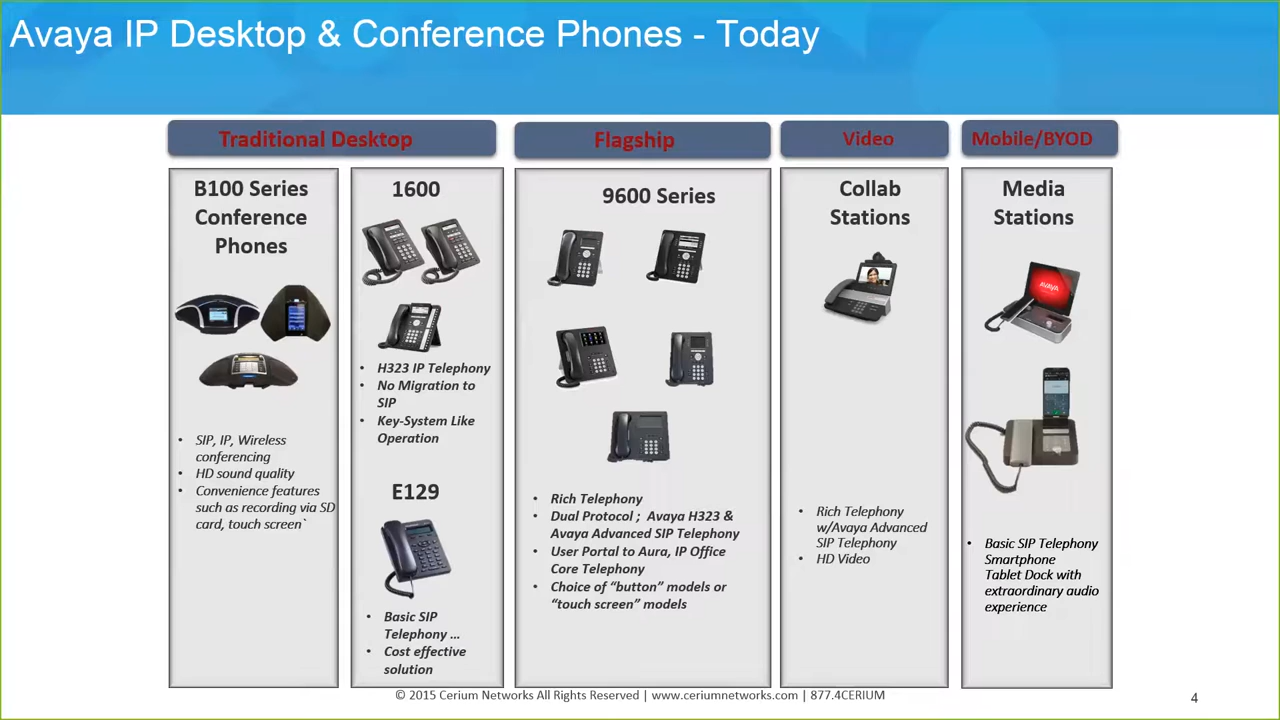 Avaya IP Desktop & Conference Phones - Today
Traditional Desktop
Flagship
Video
Mobile/BYOD
B100 Series
Conference
Phones
• SIP, IP, Wireless
conferencing
• HD sound quality
• Convenience features
such as recording via SD
card, touch screen`
1600
• H323 IP Telephony
• No Migration to
SIP
• Key-System Like
Operation
E129
• Basic SIP
Telephony …
• Cost effective
solution
9600 Series
• Rich Telephony
• Dual Protocol ; Avaya H323 &
Avaya Advanced SIP Telephony
• User Portal to Aura, IP Office
Core Telephony
• Choice of “button” models or
“touch screen” models
Collab
Stations
• Rich Telephony
w/Avaya Advanced
SIP Telephony
• HD Video
Media
Stations
AVAYA
• Basic SIP Telephony
Smartphone
Tablet Dock with
extraordinary audio
experience
© 2015 Cerium Networks All Rights Reserved | www.ceriumnetworks.com | 877.4CERIUM
4